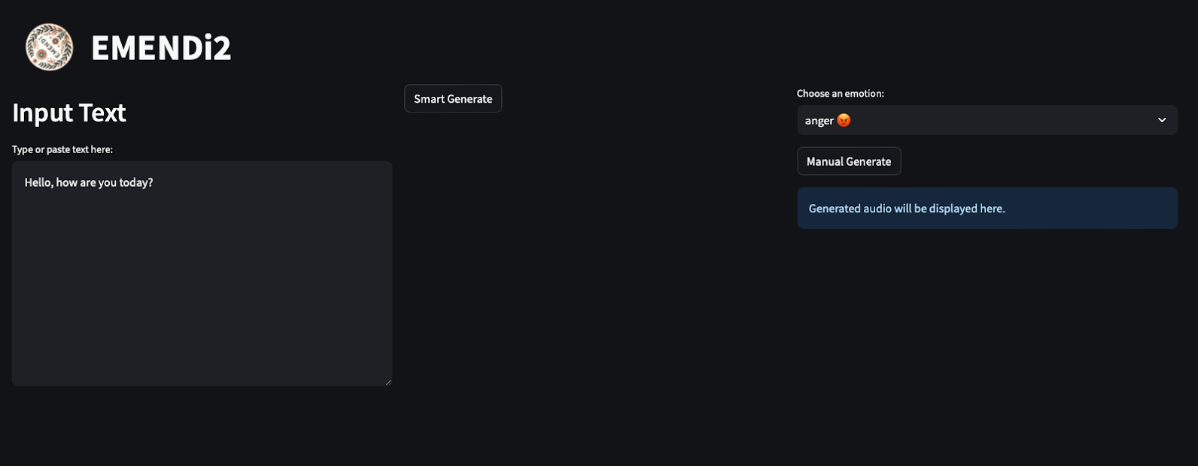 EMENDi2
Input Text
Type or paste text here:
Hello, how are you today?
Smart Generate
Choose an emotion:
anger 😡
Manual Generate
Generated audio will be displayed here.